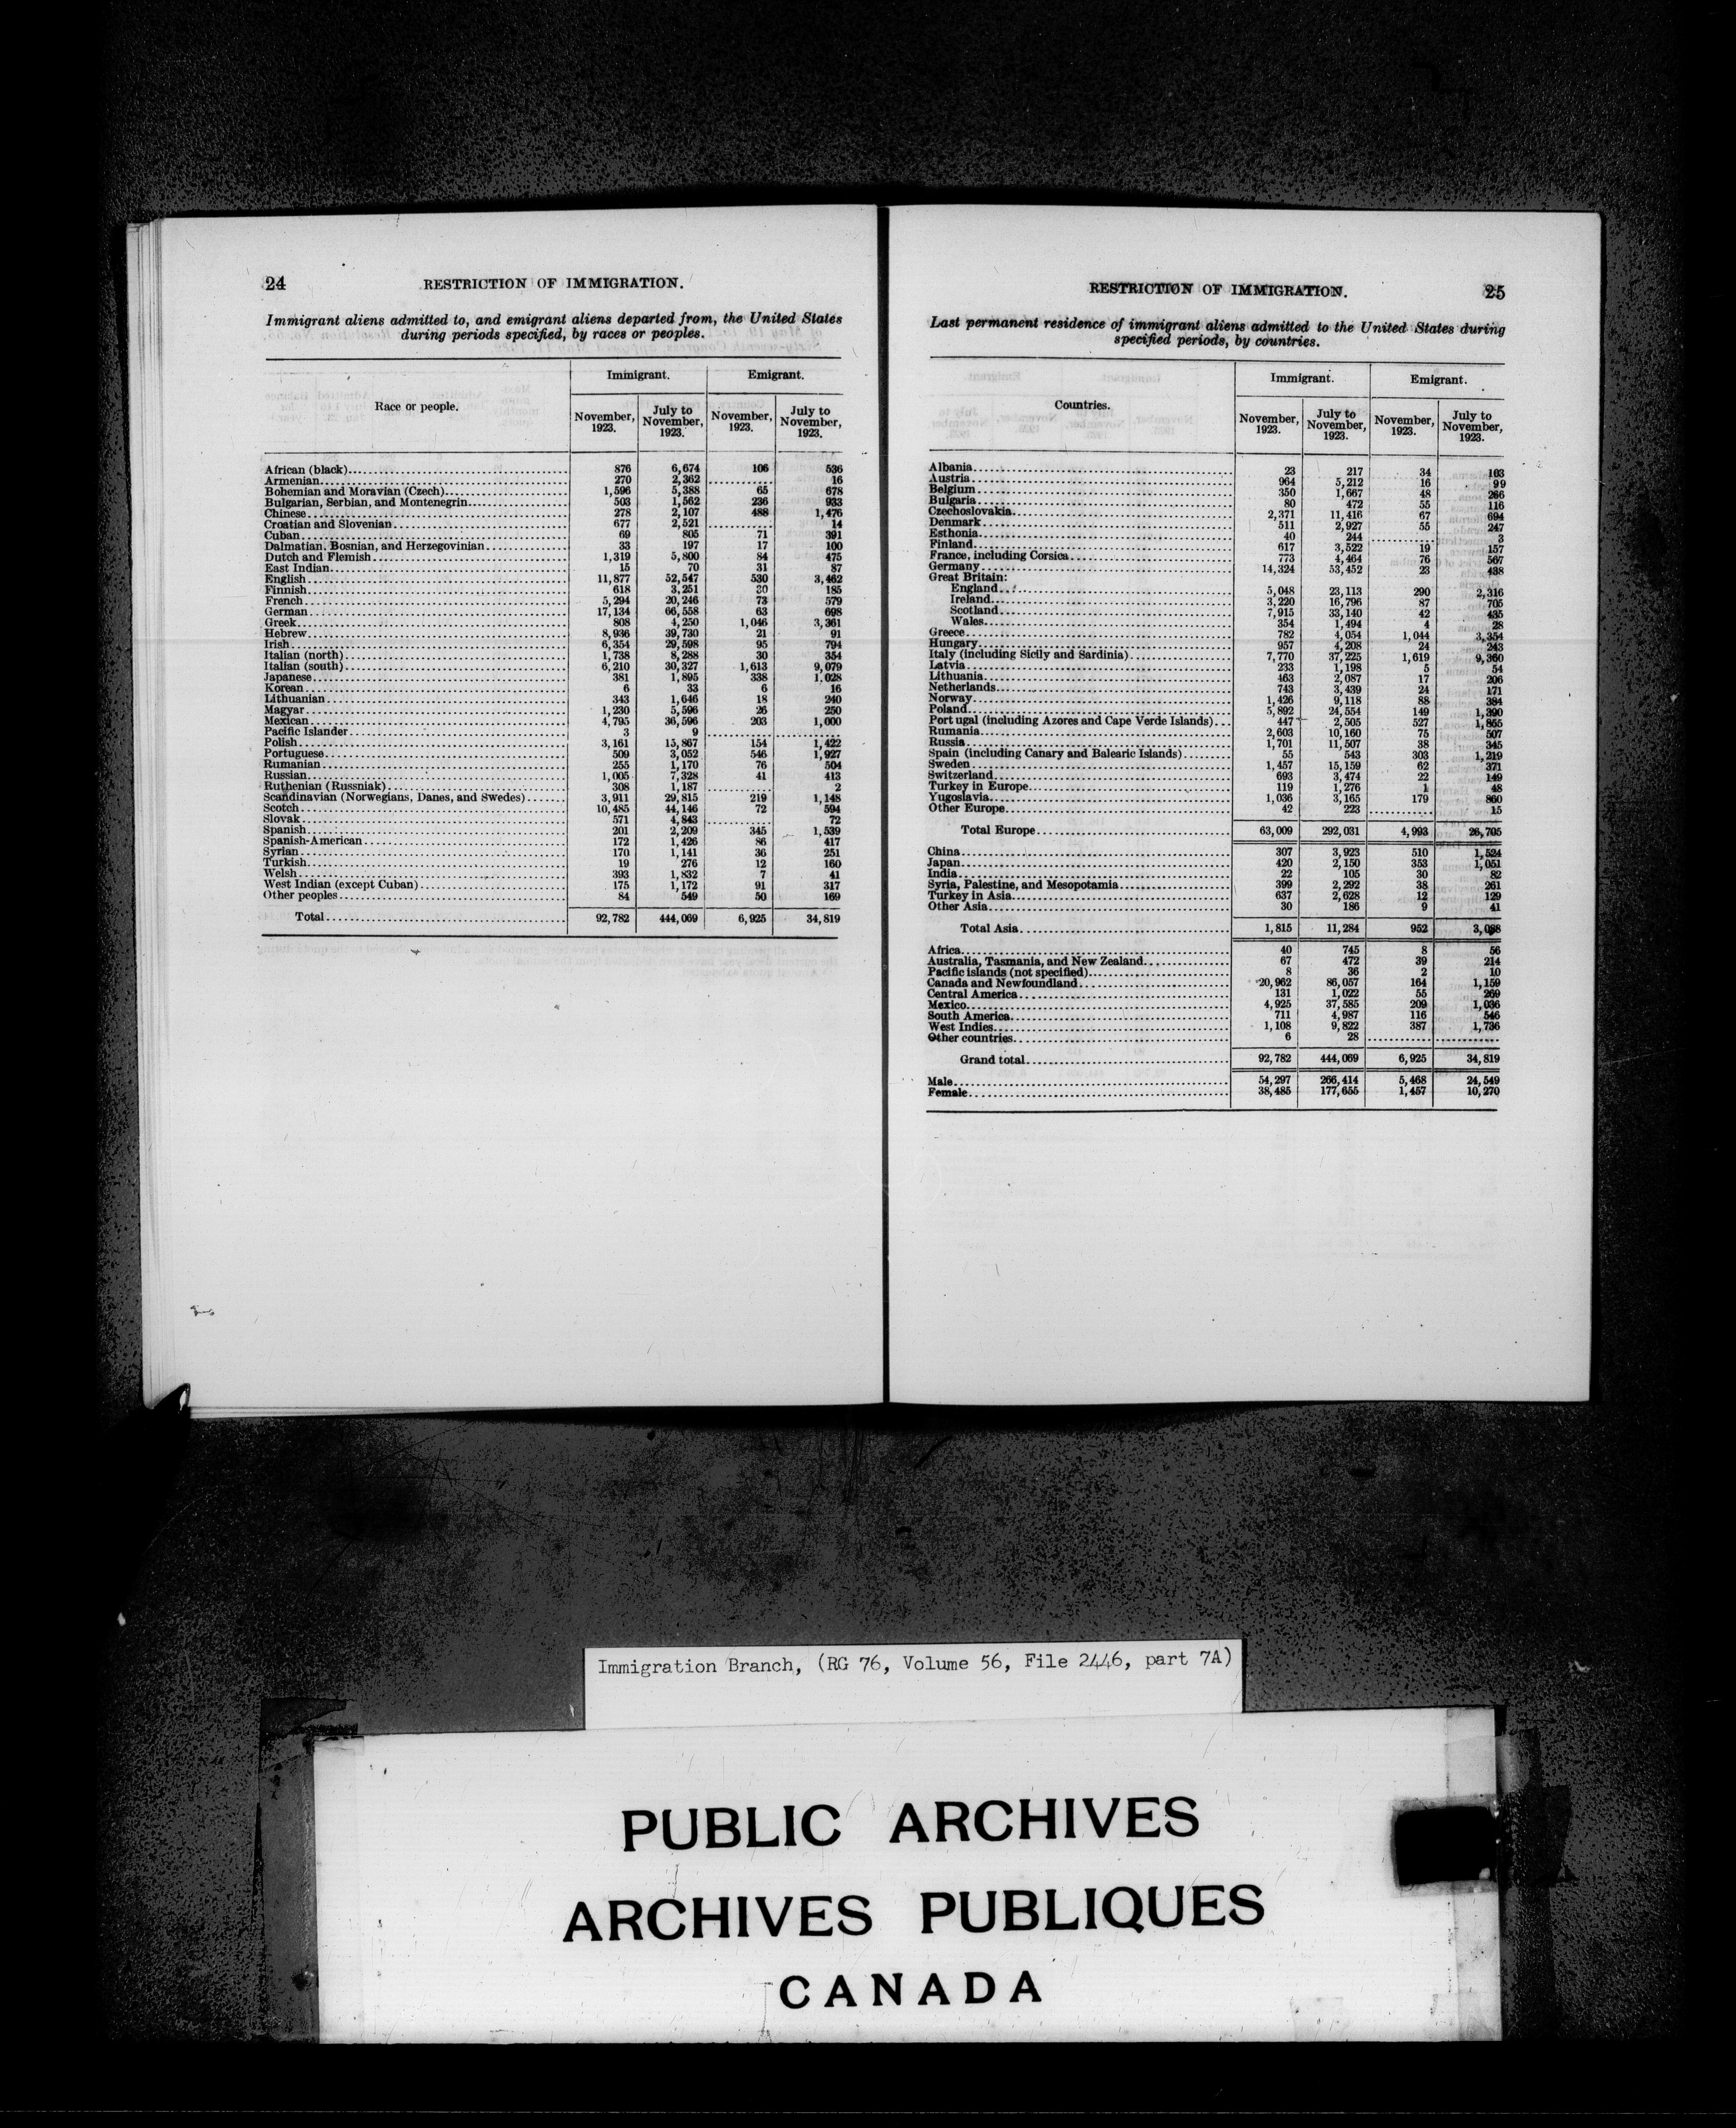 24 RESTRICTION OF IMMIGRATION.
Immigrant aliens admitted to, and emigrant aliens departed from, the United States
during periods specified, by races or peoples.
Race or people. Immigrant. Emigrant.
November, 1923. July to November, 1923. November, 1923. July to November, 1923.
African (black) 876 6,674 106 536
Armenian 270 2,362 16
Bohemian and Moravian (Czech) 1,596 5,388 65 678
Bulgarian, Serbian, and Montenegrin 503 1,562 236 933
Chinese 278 2,107 488 1,476
Croatian and Slovenian 677 2,521 14
Cuban 69 805 71 391
Dalmatian, Bosnian, and Herzegovinian 33 197 17 100
Dutch and Flemish 1,319 5,800 84 475
East Indian 15 70 31 87
English 11,877 52,547 530 3,462
Finnish 618 3,251 30 185
French 5,294 20,246 73 579
German 17,134 66,558 63 698
Greek 808 4,250 1,046 3,361
Hebrew 8,936 39,730 21 91
Irish 6,354 29,598 95 794
Italian (north) 1,738 8,288 30 354
Italian (south) 6,210 30,327 1,613 9,079
Japanese 381 1,895 338 1,028
Korean 6 33 6 16
Lithuanian 343 1,646 18 240
Magyar 1,230 5,596 26 250
Mexican 4,795 36,596 203 1,000
Pacific Islander 3 9
Polish 3,161 15,867 154 1,422
Portuguese 509 3,052 546 1,927
Rumanian 255 1,170 76 504
Russian 1,005 7,328 41 413
Ruthenian (Russniak) 308 1,187 2
Scandinavian (Norwegians, Danes, and Swedes) 3,911 29,815 219 1,148
Scotch 10,485 44,146 72 594
Slovak 571 4,843 72
Spanish 201 2,209 345 1,539
Spanish-American 172 1,426 86 417
Syrian 170 1,141 36 251
Turkish 19 276 12 160
Welsh 393 1,832 7 41
West Indian (except Cuban) 175 1,172 91 317
Other peoples 84 549 50 169
Total 92,782 444,069 6,925 34,819
RESTRICTION OF IMMIGRATION. 25
Last permanent residence of immigrant aliens admitted to the United States during
specified periods, by countries.
Countries. Immigrant. Emigrant.
November, 1923. July to November, 1923. November, 1923. July to November, 1923.
Albania 23 217 34 103
Austria 964 5,212 16 99
Belgium 350 1,667 48 266
Bulgaria 80 472 55 116
Czechoslovakia 2,371 11,416 67 694
Denmark 511 2,927 55 247
Esthonia 40 244 3
Finland 617 3,522 19 157
France, including Corsica 773 4,464 76 567
Germany 14,324 53,452 23 438
Great Britain:
England 5,048 23,113 290 2,316
Ireland 3,220 16,796 87 705
Scotland 7,915 33,140 42 435
Wales 354 1,494 4 28
Greece 782 4,054 1,044 3,354
Hungary 957 4,208 24 243
Italy (including Sicily and Sardinia) 7,770 37,225 1,619 9,360
Latvia 233 1,198 5 54
Lithuania 463 2,087 17 206
Netherlands 743 3,439 24 171
Norway 1,426 9,118 88 384
Poland 5,892 24,554 149 1,390
Portugal (including Azores and Cape Verde Islands) 447 2,505 527 1,855
Rumania 2,603 10,160 75 507
Russia 1,701 11,507 38 345
Spain (including Canary and Balearic Islands) 55 543 303 1,219
Sweden 1,457 15,159 62 371
Switzerland 693 3,474 22 149
Turkey in Europe 119 1,276 1 48
Yugoslavia 1,036 3,165 179 860
Other Europe 42 223 15
Total Europe 63,009 292,031 4,993 26,705
China 307 3,923 510 1,524
Japan 420 2,150 353 1,051
India 22 105 30 82
Syria, Palestine, and Mesopotamia 399 2,292 38 261
Turkey in Asia 637 2,628 12 129
Other Asia 30 186 9 41
Total Asia 1,815 11,284 952 3,088
Africa 40 745 8 56
Australia, Tasmania, and New Zealand 67 472 39 214
Pacific islands (not specified) 8 36 2 10
Canada and Newfoundland 20,962 86,057 164 1,159
Central America 131 1,022 55 269
Mexico 4,925 37,585 209 1,036
South America 711 4,987 116 546
West Indies 1,108 9,822 387 1,736
Other countries 6 28
Grand total 92,782 444,069 6,925 34,819
Male 54,297 266,414 5,468 24,549
Female 38,485 177,655 1,457 10,270
Immigration Branch, (RG 76, Volume 56, File 2446, part 7A)
PUBLIC ARCHIVES
ARCHIVES PUBLIQUES
CANADA